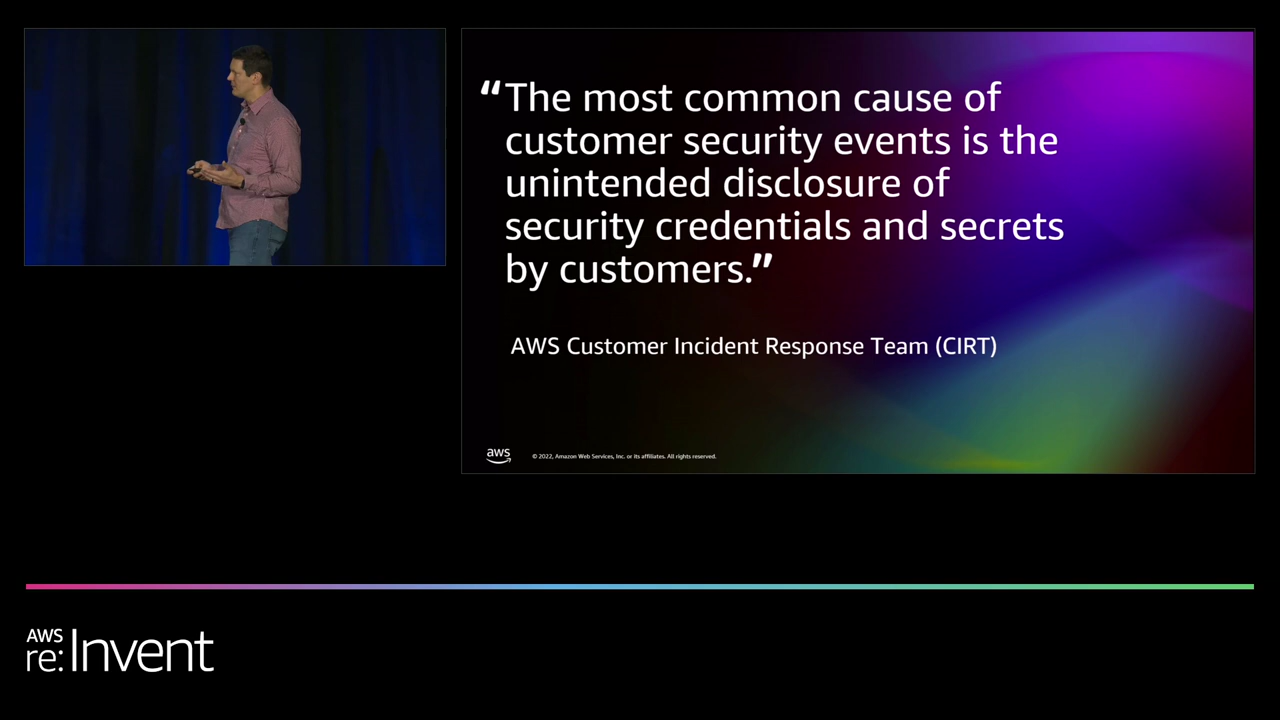 “The most common cause of
customer security events is the
unintended disclosure of
security credentials and secrets
by customers.”
AWS Customer Incident Response Team (CIRT)
aws
© 2022, Amazon Web Services, Inc. or its affiliates. All rights reserved.
AWS
re:Invent